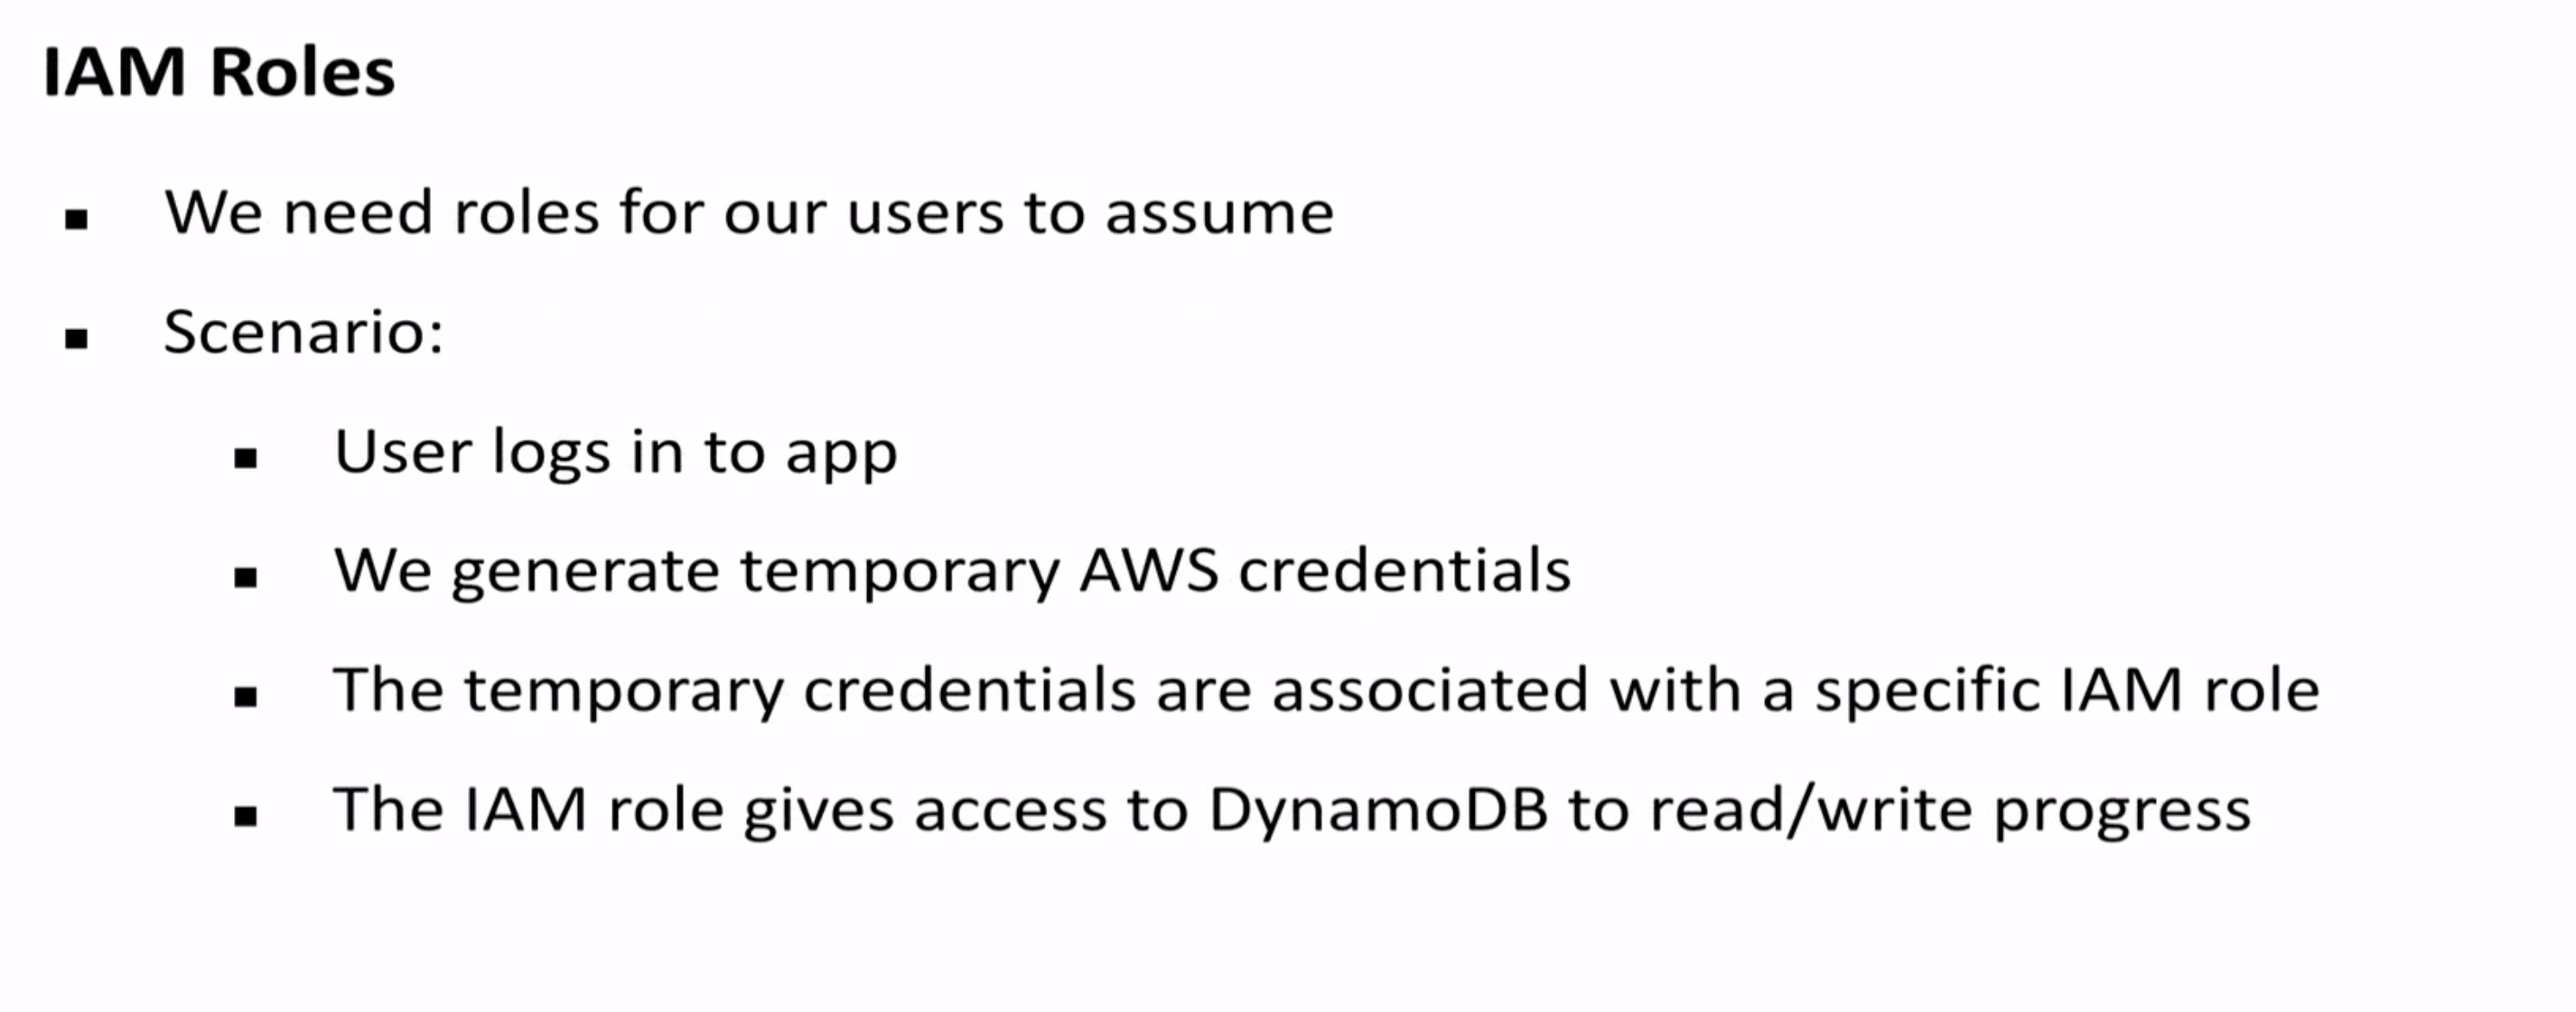 IAM Roles
▪ We need roles for our users to assume
▪ Scenario:
▪ User logs in to app
▪ We generate temporary AWS credentials
▪ The temporary credentials are associated with a specific IAM role
▪ The IAM role gives access to DynamoDB to read/write progress